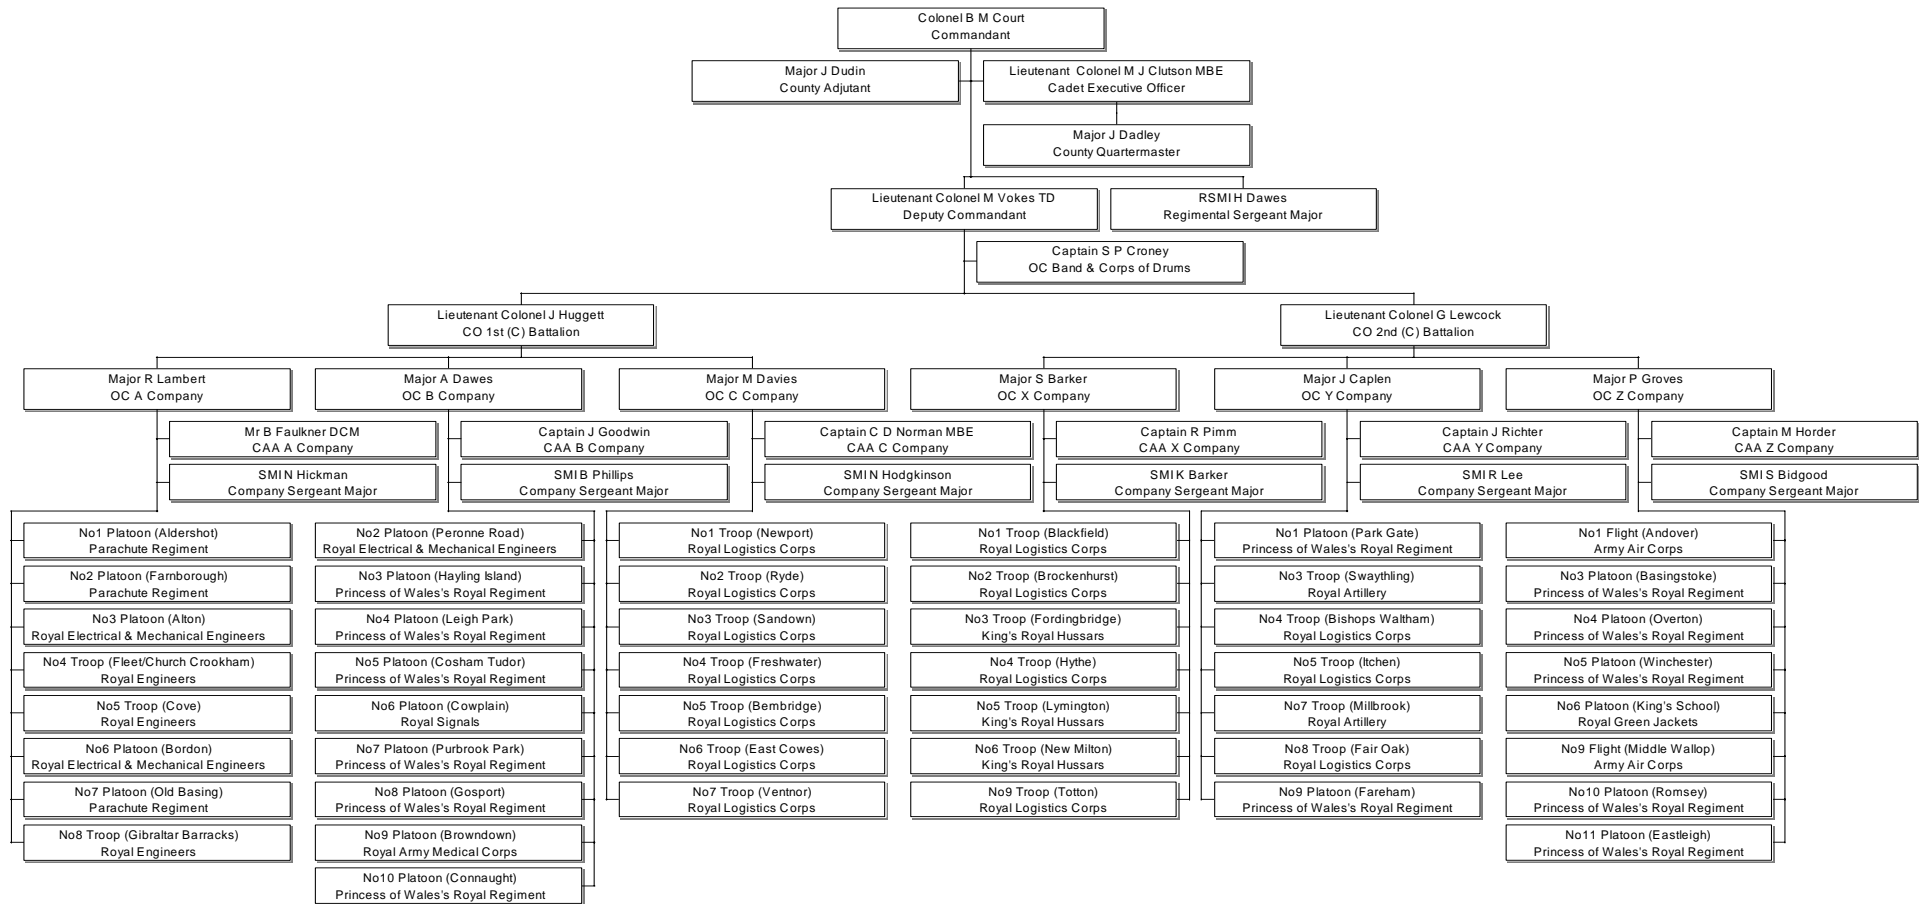 Colonel B M Court
Commandant
Major J Dudin
County Adjutant
Lieutenant Colonel M J Clutson MBE
Cadet Executive Officer
Major J Dadley
County Quartermaster
Lieutenant Colonel M Vokes TD
Deputy Commandant
RSMI H Dawes
Regimental Sergeant Major
Captain S P Croney
OC Band & Corps of Drums
Lieutenant Colonel J Huggett
CO 1st (C) Battalion
Lieutenant Colonel G Lewcock
CO 2nd (C) Battalion
Major R Lambert
OC A Company
Mr B Faulkner DCM
CAA A Company
SMI N Hickman
Company Sergeant Major
No1 Platoon (Aldershot)
Parachute Regiment
No2 Platoon (Farnborough)
Parachute Regiment
No3 Platoon (Alton)
Royal Electrical & Mechanical Engineers
No4 Troop (Fleet/Church Crookham)
Royal Engineers
No5 Troop (Cove)
Royal Engineers
No6 Platoon (Bordon)
Royal Electrical & Mechanical Engineers
No7 Platoon (Old Basing)
Parachute Regiment
No8 Troop (Gibraltar Barracks)
Royal Engineers
Major A Dawes
OC B Company
Captain J Goodwin
CAA B Company
SMI B Phillips
Company Sergeant Major
No2 Platoon (Peronne Road)
Royal Electrical & Mechanical Engineers
No3 Platoon (Hayling Island)
Princess of Wales's Royal Regiment
No4 Platoon (Leigh Park)
Princess of Wales's Royal Regiment
No5 Platoon (Cosham Tudor)
Princess of Wales's Royal Regiment
No6 Platoon (Cowplain)
Royal Signals
No7 Platoon (Purbrook Park)
Princess of Wales's Royal Regiment
No8 Platoon (Gosport)
Princess of Wales's Royal Regiment
No9 Platoon (Browndown)
Royal Army Medical Corps
No10 Platoon (Connaught)
Princess of Wales's Royal Regiment
Major M Davies
OC C Company
Captain C D Norman MBE
CAA C Company
SMI N Hodgkinson
Company Sergeant Major
No1 Troop (Newport)
Royal Logistics Corps
No2 Troop (Ryde)
Royal Logistics Corps
No3 Troop (Sandown)
Royal Logistics Corps
No4 Troop (Freshwater)
Royal Logistics Corps
No5 Troop (Bembridge)
Royal Logistics Corps
No6 Troop (East Cowes)
Royal Logistics Corps
No7 Troop (Ventnor)
Royal Logistics Corps
Major S Barker
OC X Company
Captain R Pimm
CAA X Company
SMI K Barker
Company Sergeant Major
No1 Troop (Blackfield)
Royal Logistics Corps
No2 Troop (Brockenhurst)
Royal Logistics Corps
No3 Troop (Fordingbridge)
King's Royal Hussars
No4 Troop (Hythe)
Royal Logistics Corps
No5 Troop (Lymington)
King's Royal Hussars
No6 Troop (New Milton)
King's Royal Hussars
No9 Troop (Totton)
Royal Logistics Corps
Major J Caplen
OC Y Company
Captain J Richter
CAA Y Company
SMI R Lee
Company Sergeant Major
No1 Platoon (Park Gate)
Princess of Wales's Royal Regiment
No3 Troop (Swaythling)
Royal Artillery
No4 Troop (Bishops Waltham)
Royal Logistics Corps
No5 Troop (Itchen)
Royal Logistics Corps
No7 Troop (Millbrook)
Royal Artillery
No8 Troop (Fair Oak)
Royal Logistics Corps
No9 Platoon (Fareham)
Princess of Wales's Royal Regiment
Major P Groves
OC Z Company
Captain M Horder
CAA Z Company
SMI S Bidgood
Company Sergeant Major
No1 Flight (Andover)
Army Air Corps
No3 Platoon (Basingstoke)
Princess of Wales's Royal Regiment
No4 Platoon (Overton)
Princess of Wales's Royal Regiment
No5 Platoon (Winchester)
Princess of Wales's Royal Regiment
No6 Platoon (King's School)
Royal Green Jackets
No9 Flight (Middle Wallop)
Army Air Corps
No10 Platoon (Romsey)
Princess of Wales's Royal Regiment
No11 Platoon (Eastleigh)
Princess of Wales's Royal Regiment